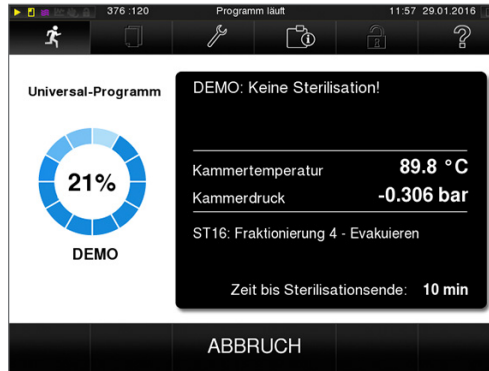 376 :120 Programm läuft 11:57 29.01.2016
Universal-Programm
21%
DEMO
DEMO: Keine Sterilisation!
Kammertemperatur 89.8 °C
Kammerdruck -0.306 bar
ST16: Fraktionierung 4 - Evakuieren
Zeit bis Sterilisationsende: 10 min
ABBRUCH